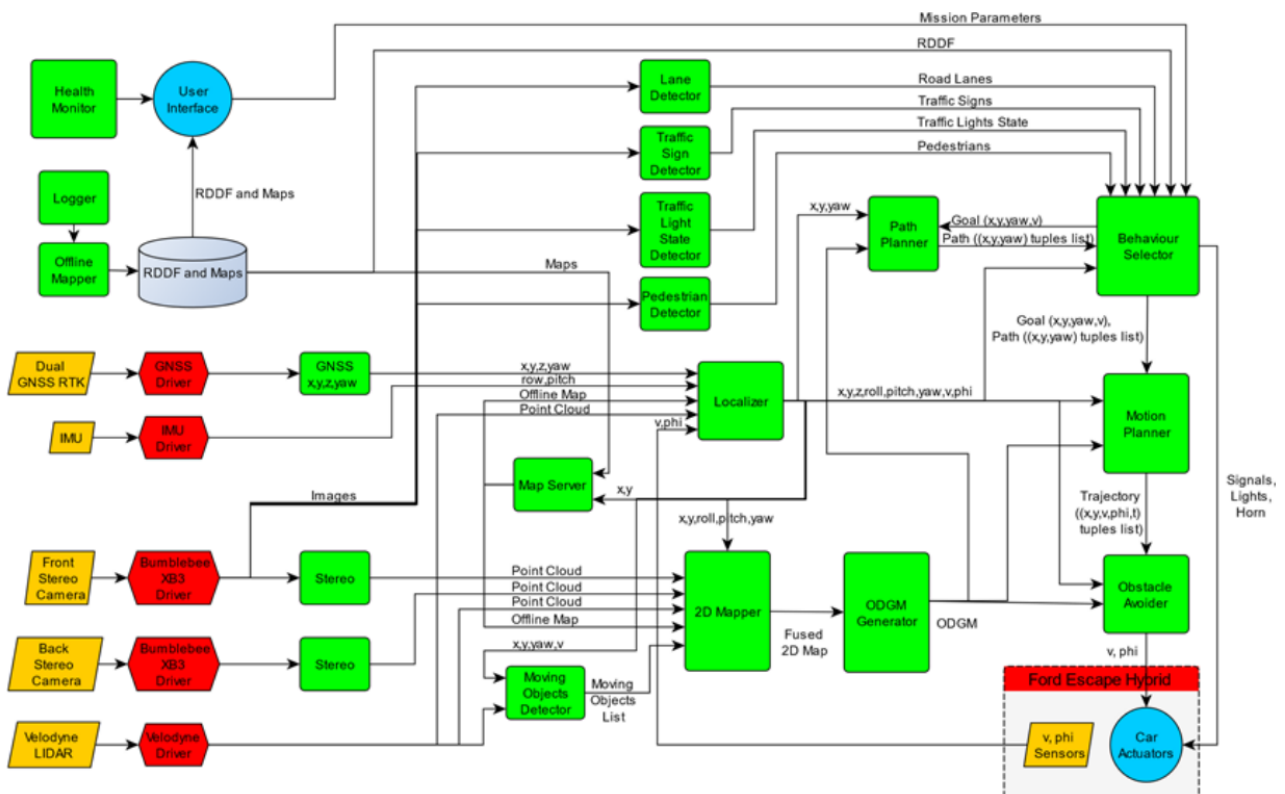 Mission Parameters
RDDF
Health
Monitor
User
Interface
Lane
Detector
Road Lanes
Traffic Signs
Traffic Lights State
Pedestrians
Traffic
Sign
Detector
RDDF and Maps
Logger
Traffic
Light
State
Detector
x,y,yaw
Path
Planner
Goal (x,y,yaw,v)
Path ((x,y,yaw) tuples list)
Behaviour
Selector
Offline
Mapper
RDDF and Maps
Maps
Pedestrian
Detector
Goal (x,y,yaw,v),
Path ((x,y,yaw) tuples list)
Dual
GNSS RTK
GNSS
Driver
GNSS
x,y,z,yaw
x,y,z,yaw
row,pitch
Offline Map
Point Cloud
v,phi
Localizer
x,y,z,roll,pitch,yaw,v,phi
Motion
Planner
IMU
IMU
Driver
Map Server
x,y
Images
x,y,roll,pitch,yaw
Trajectory
((x,y,v,phi,t)
tuples list)
Signals,
Lights,
Horn
Front
Stereo
Camera
Bumblebee
XB3
Driver
Stereo
Point Cloud
Point Cloud
Point Cloud
Offline Map
2D Mapper
Fused
2D Map
ODGM
Generator
ODGM
Obstacle
Avoider
Back
Stereo
Camera
Bumblebee
XB3
Driver
Stereo
x,y,yaw,v
Moving
Objects
Detector
Moving
Objects
List
v, phi
Ford Escape Hybrid
Velodyne
LIDAR
Velodyne
Driver
v, phi
Sensors
Car
Actuators